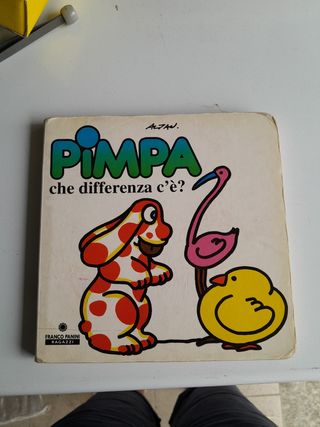 ALTAN.
PiMPA
che differenza c'è?
FRANCO PANINI
RAGAZZI